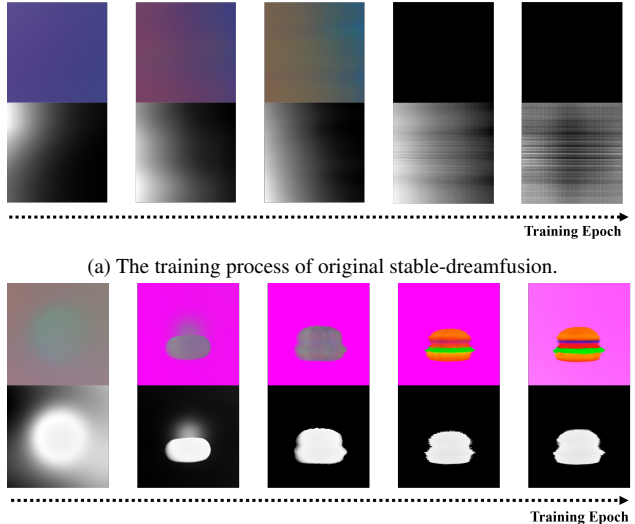 Training Epoch
(a) The training process of original stable-dreamfusion.
Training Epoch